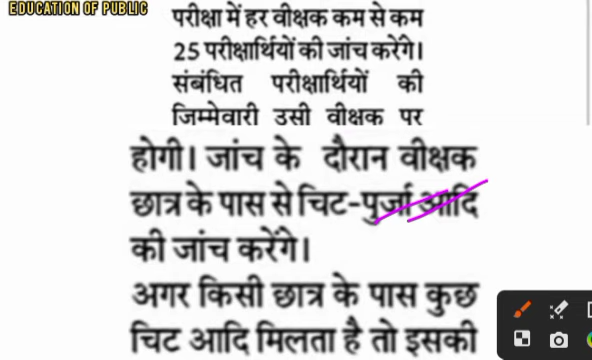 EDUCATION OF PUBLIC
परीक्षा में हर वीक्षक कम से कम
25 परीक्षार्थियों की जांच करेंगे।
संबंधित परीक्षार्थियों की
जिम्मेवारी उसी वीक्षक पर
होगी। जांच के दौरान वीक्षक
छात्र के पास से चिट-पुर्जा आदि
की जांच करेंगे।
अगर किसी छात्र के पास कुछ
चिट आदि मिलता है तो इसकी